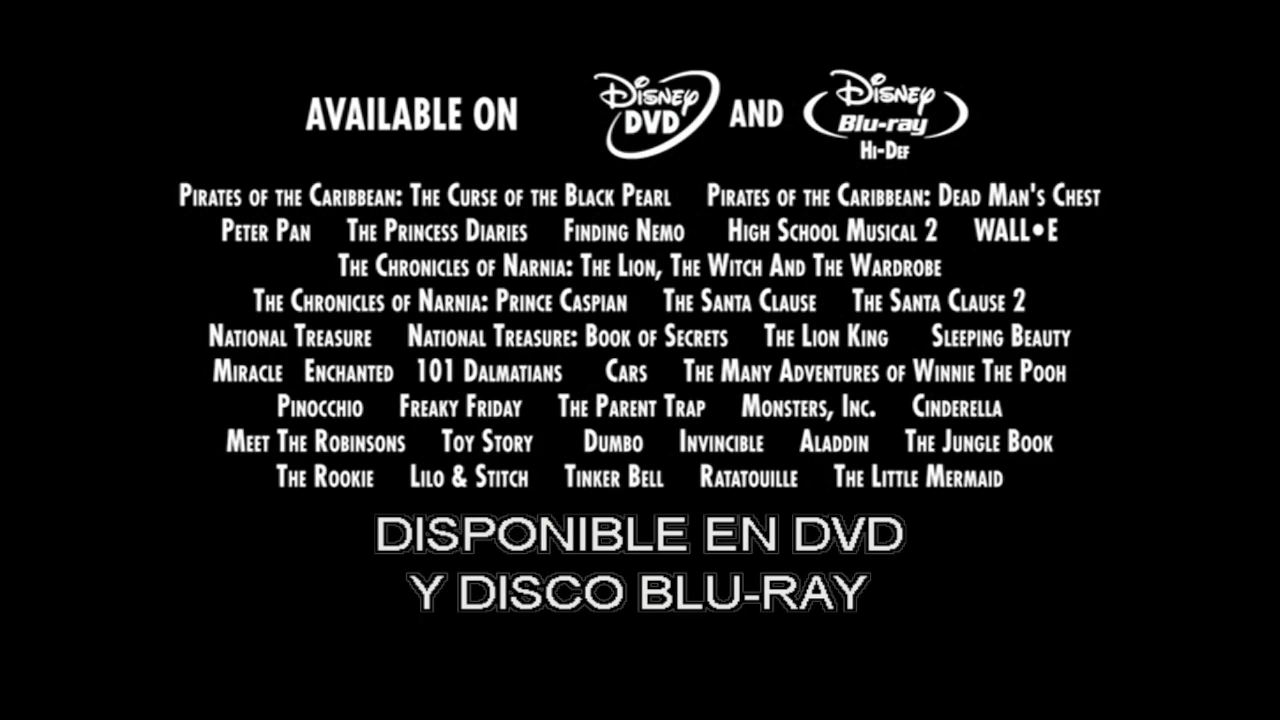 AVAILABLE ON DISNEY DVD AND DISNEY Blu-ray HI-DEF
PIRATES OF THE CARIBBEAN: THE CURSE OF THE BLACK PEARL PIRATES OF THE CARIBBEAN: DEAD MAN'S CHEST
PETER PAN THE PRINCESS DIARIES FINDING NEMO HIGH SCHOOL MUSICAL 2 WALL•E
THE CHRONICLES OF NARNIA: THE LION, THE WITCH AND THE WARDROBE
THE CHRONICLES OF NARNIA: PRINCE CASPIAN THE SANTA CLAUSE THE SANTA CLAUSE 2
NATIONAL TREASURE NATIONAL TREASURE: BOOK OF SECRETS THE LION KING SLEEPING BEAUTY
MIRACLE ENCHANTED 101 DALMATIANS CARS THE MANY ADVENTURES OF WINNIE THE POOH
PINOCCHIO FREAKY FRIDAY THE PARENT TRAP MONSTERS, INC. CINDERELLA
MEET THE ROBINSONS TOY STORY DUMBO INVINCIBLE ALADDIN THE JUNGLE BOOK
THE ROOKIE LILO & STITCH TINKER BELL RATATOUILLE THE LITTLE MERMAID
DISPONIBLE EN DVD
Y DISCO BLU-RAY